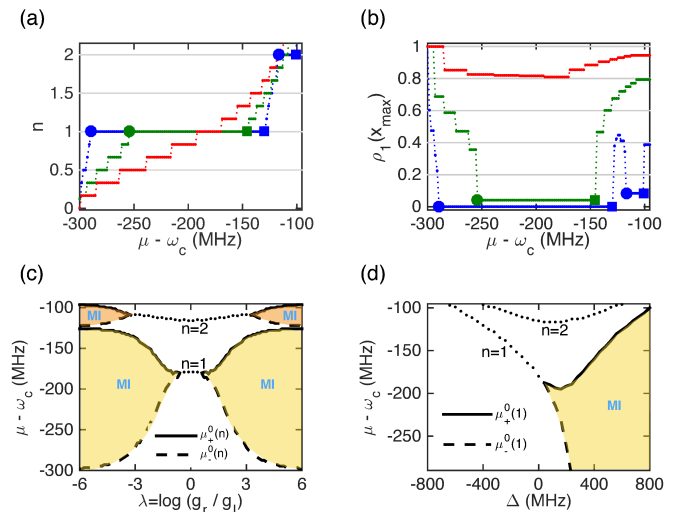 (a)
2
1.5
1
0.5
0
n
-300 -250 -200 -150 -100
μ - ω_c (MHz)
(b)
1
0.8
0.6
0.4
0.2
0
ρ_1(x_max)
-300 -250 -200 -150 -100
μ - ω_c (MHz)
(c)
-100
-150
-200
-250
-300
μ - ω_c (MHz)
MI
MI
n=2
n=1
MI
MI
μ_+^0(n)
μ_-^0(n)
-6 -3 0 3 6
λ=log (g_r / g_l)
(d)
-100
-150
-200
-250
μ - ω_c (MHz)
n=2
n=1
MI
μ_+^0(1)
μ_-^0(1)
-800 -400 0 400 800
Δ (MHz)